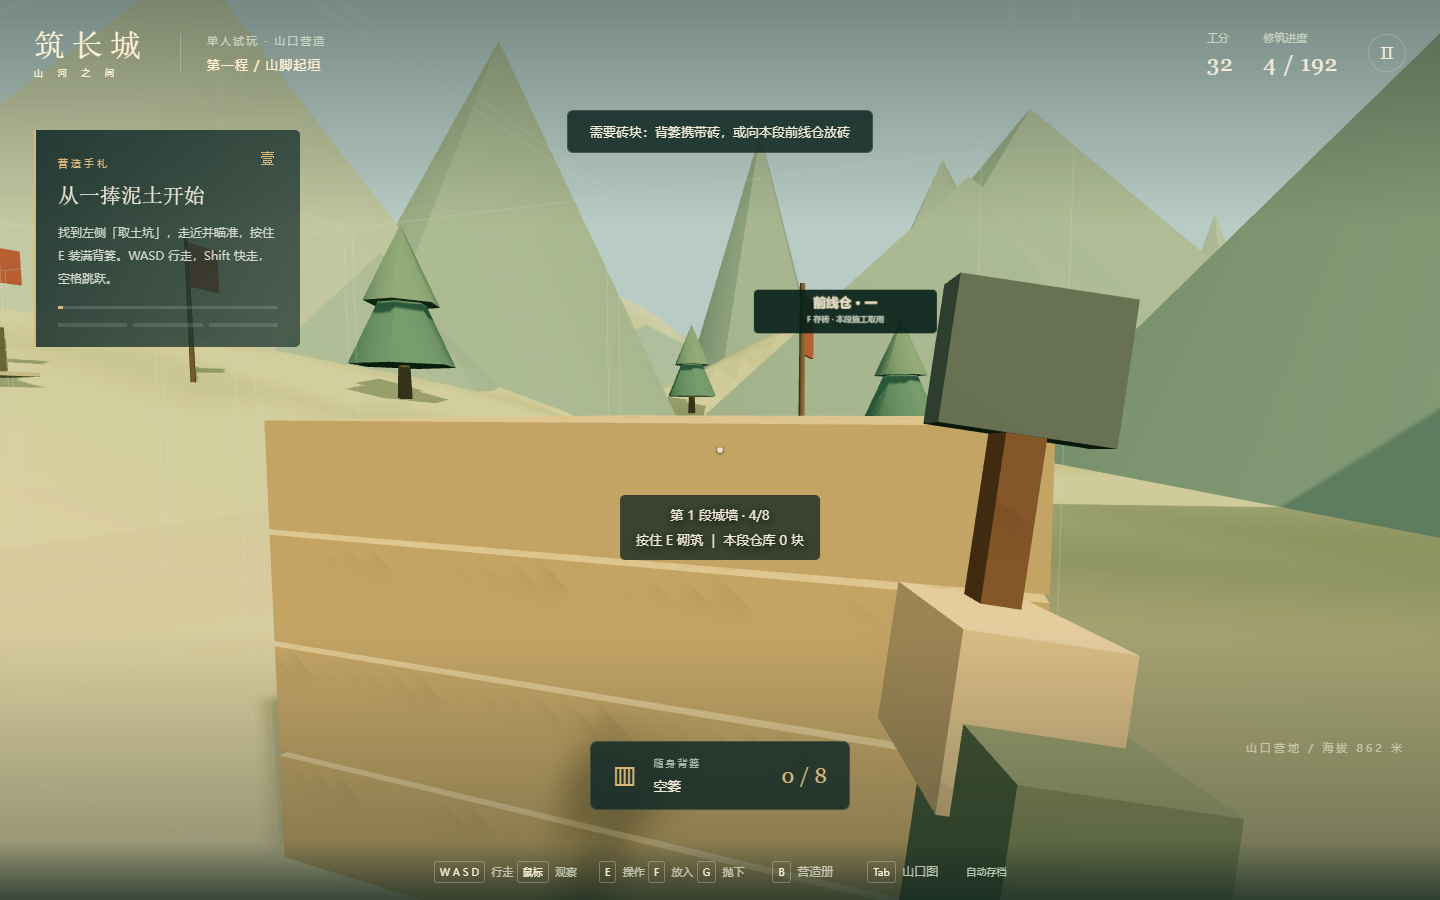 筑长城
山河之间
单人试玩 · 山口营造
第一程 / 山脚起垣
工分
32
修筑进度
4 / 192
II
需要砖块：背篓携带砖，或向本段前线仓放砖
营造手札
壹
从一捧泥土开始
找到左侧「取土坑」，走近并瞄准，按住
E 装满背篓。WASD 行走，Shift 快走，
空格跳跃。
前线仓 · 一
F 存砖 · 本段施工取用
第 1 段城墙 · 4/8
按住 E 砌筑 | 本段仓库 0 块
随身背篓
空篓
0 / 8
山口营地 / 海拔 862 米
WASD 行走 鼠标 观察 E 操作 F 放入 G 抛下 B 营造册 Tab 山口图 自动存档